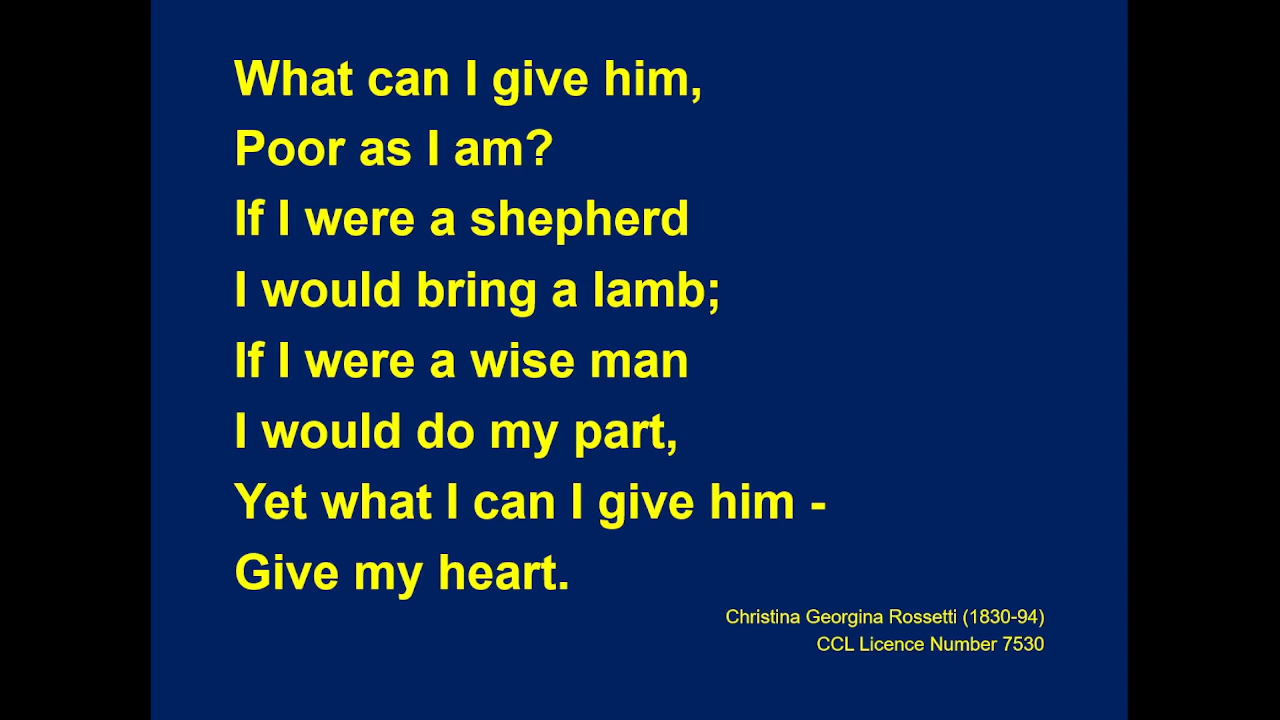 What can I give him,
Poor as I am?
If I were a shepherd
I would bring a lamb;
If I were a wise man
I would do my part,
Yet what I can I give him -
Give my heart.
Christina Georgina Rossetti (1830-94)
CCL Licence Number 7530